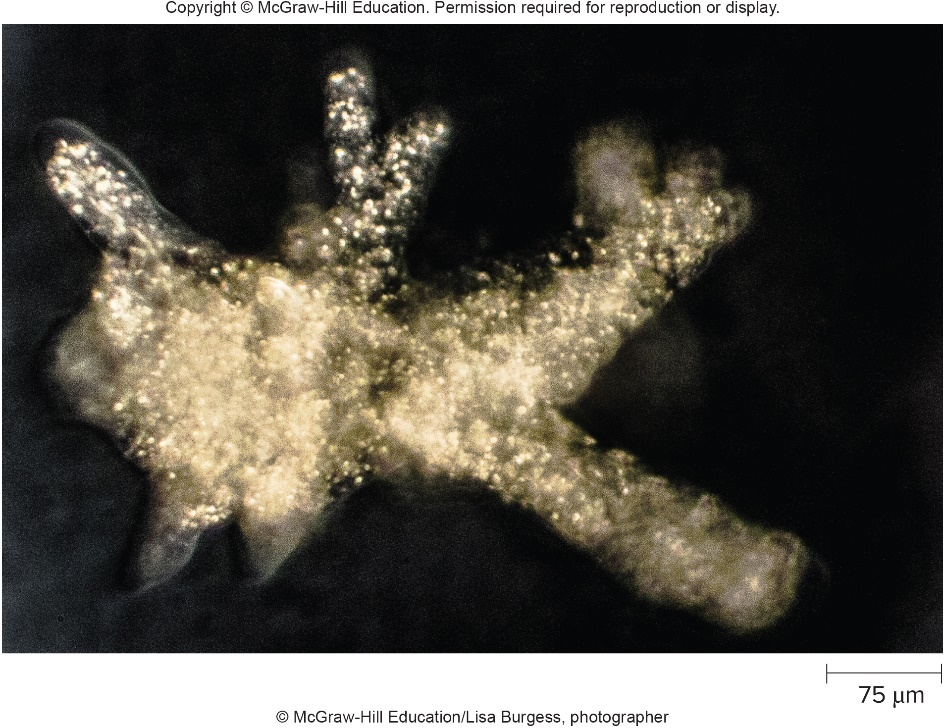 Copyright © McGraw-Hill Education. Permission required for reproduction or display.
75 µm
© McGraw-Hill Education/Lisa Burgess, photographer